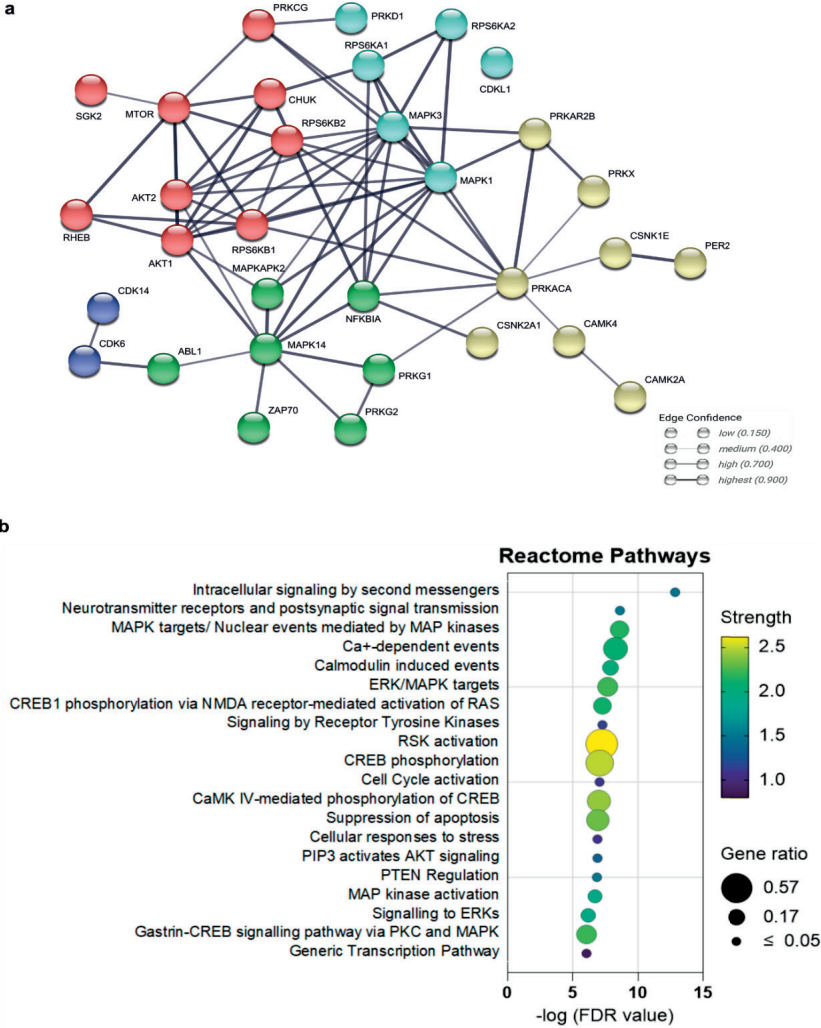 a
PRKCG
PRKD1
RPS6KA2
RPS6KA1
CDKL1
SGK2
MTOR
CHUK
MAPK3
RPS6KB2
PRKAR2B
MAPK1
PRKX
AKT2
RHEB
RPS6KB1
AKT1
CSNK1E
PER2
MAPKAPK2
PRKACA
CDK14
NFKBIA
CSNK2A1
CAMK4
CDK6
ABL1
MAPK14
PRKG1
CAMK2A
ZAP70
PRKG2
Edge Confidence
low (0.150)
medium (0.400)
high (0.700)
highest (0.900)
b
Reactome Pathways
Intracellular signaling by second messengers
Neurotransmitter receptors and postsynaptic signal transmission
MAPK targets/ Nuclear events mediated by MAP kinases
Ca+-dependent events
Calmodulin induced events
ERK/MAPK targets
CREB1 phosphorylation via NMDA receptor-mediated activation of RAS
Signaling by Receptor Tyrosine Kinases
RSK activation
CREB phosphorylation
Cell Cycle activation
CaMK IV-mediated phosphorylation of CREB
Suppression of apoptosis
Cellular responses to stress
PIP3 activates AKT signaling
PTEN Regulation
MAP kinase activation
Signalling to ERKs
Gastrin-CREB signalling pathway via PKC and MAPK
Generic Transcription Pathway
0 5 10 15
-log (FDR value)
Strength
2.5
2.0
1.5
1.0
Gene ratio
0.57
0.17
≤ 0.05